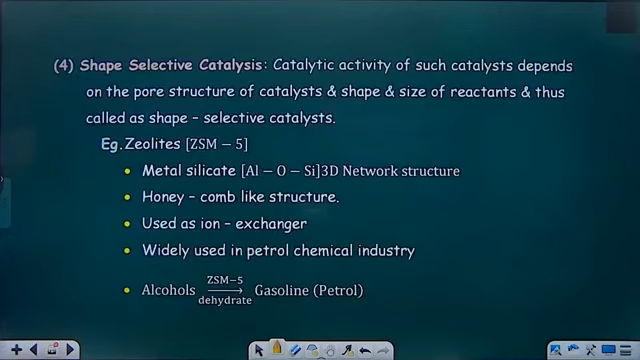 (4) Shape Selective Catalysis: Catalytic activity of such catalysts depends
on the pore structure of catalysts & shape & size of reactants & thus
called as shape – selective catalysts.
Eg. Zeolites [ZSM – 5]
• Metal silicate [Al – O – Si]3D Network structure
• Honey – comb like structure.
• Used as ion – exchanger
• Widely used in petrol chemical industry
• Alcohols ZSM–5 → dehydrate Gasoline (Petrol)